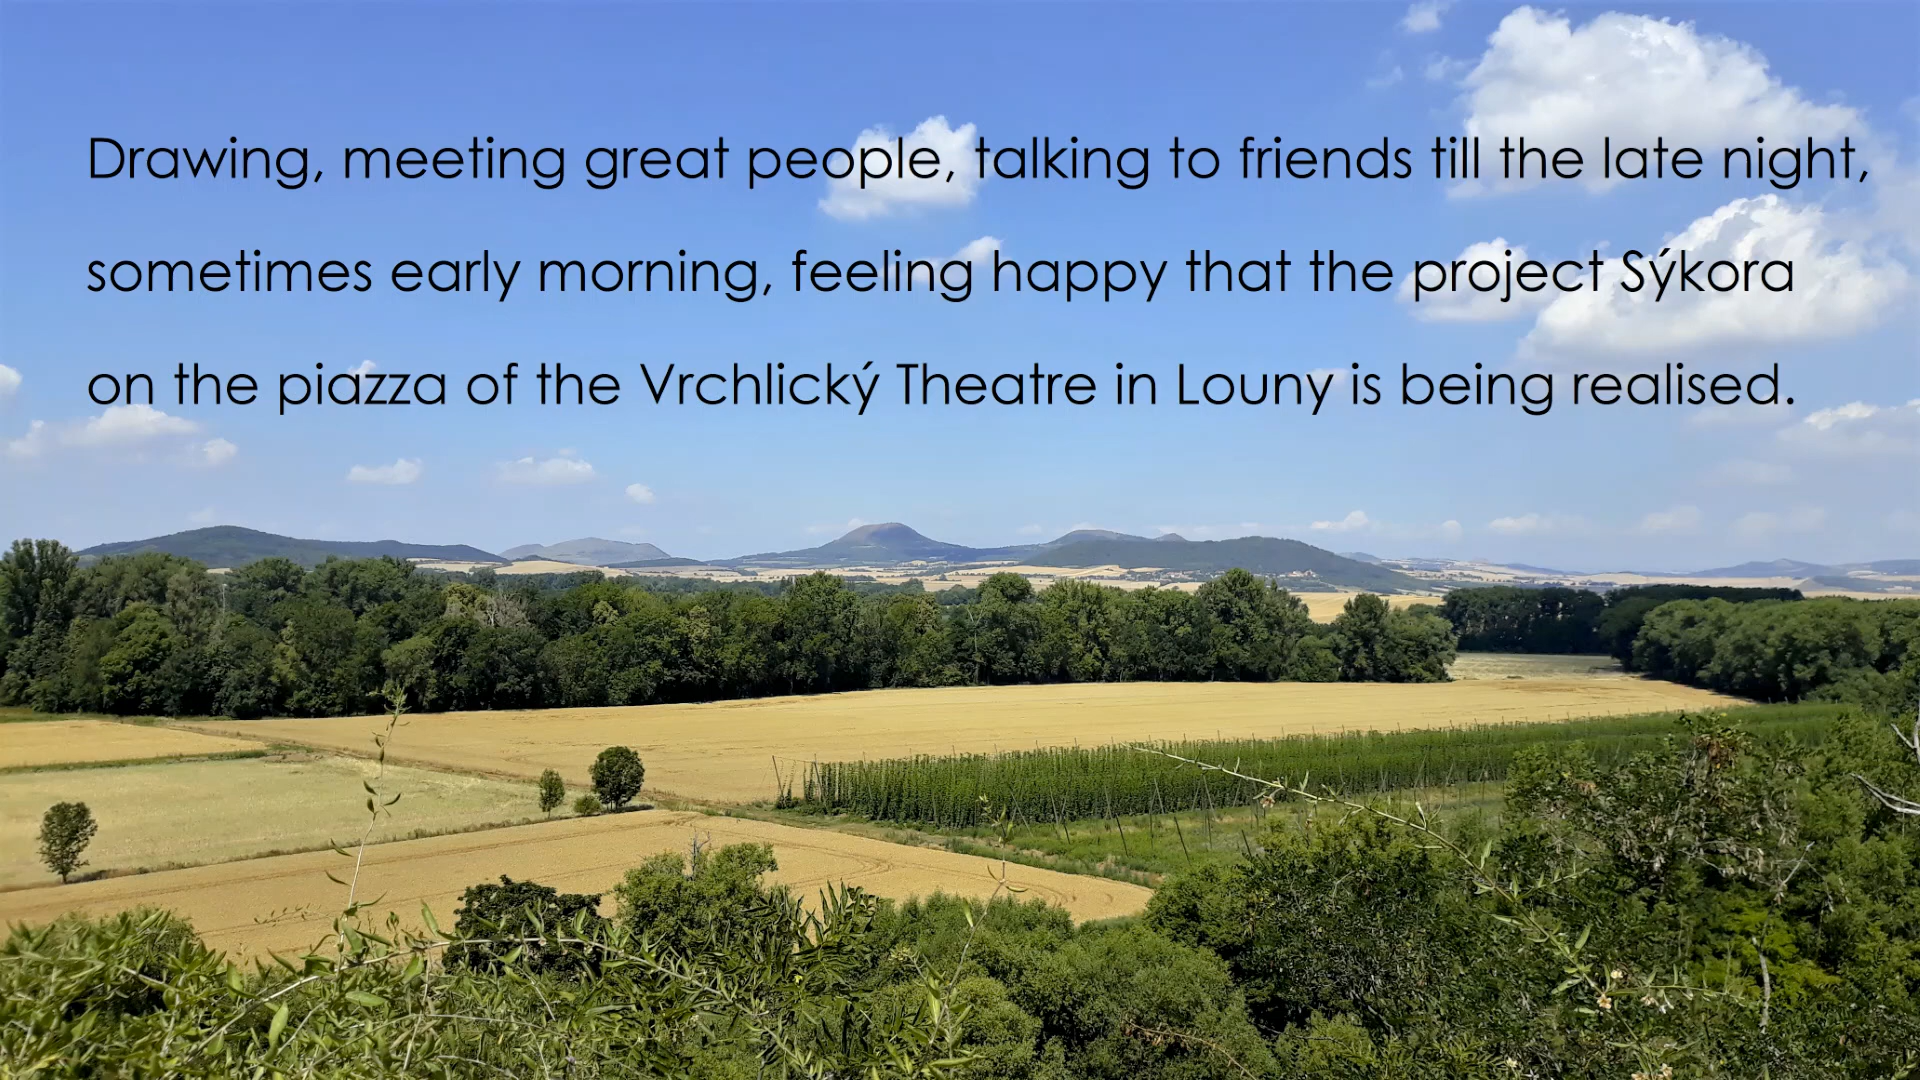 Drawing, meeting great people, talking to friends till the late night,
sometimes early morning, feeling happy that the project Sýkora
on the piazza of the Vrchlický Theatre in Louny is being realised.